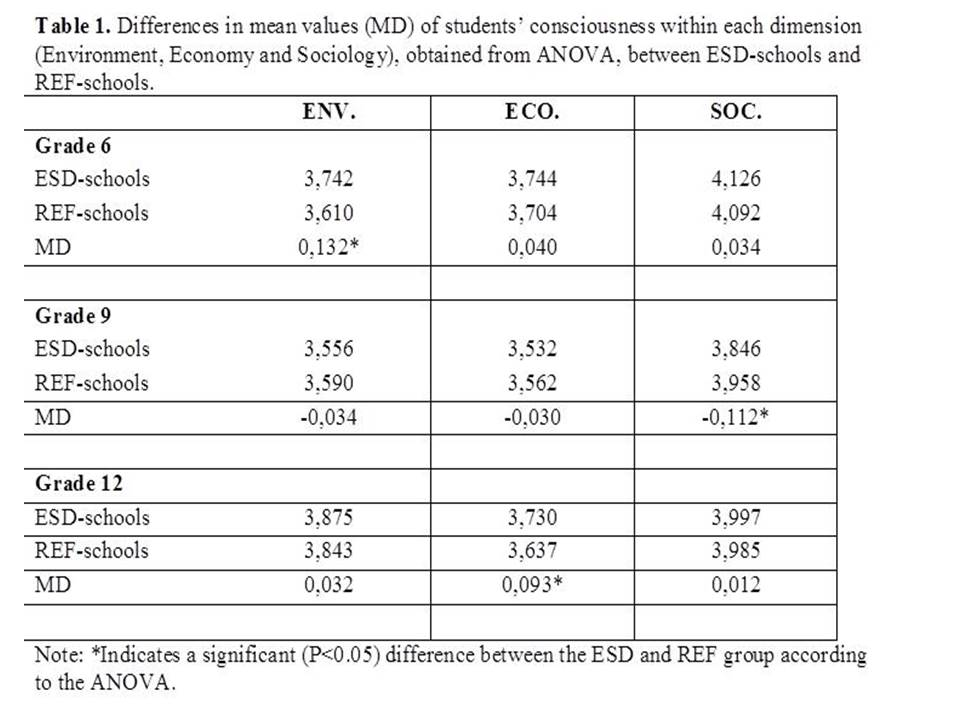 Table 1. Differences in mean values (MD) of students’ consciousness within each dimension
(Environment, Economy and Sociology), obtained from ANOVA, between ESD-schools and
REF-schools.
ENV. ECO. SOC.
Grade 6
ESD-schools 3,742 3,744 4,126
REF-schools 3,610 3,704 4,092
MD 0,132* 0,040 0,034
Grade 9
ESD-schools 3,556 3,532 3,846
REF-schools 3,590 3,562 3,958
MD -0,034 -0,030 -0,112*
Grade 12
ESD-schools 3,875 3,730 3,997
REF-schools 3,843 3,637 3,985
MD 0,032 0,093* 0,012
Note: *Indicates a significant (P<0.05) difference between the ESD and REF group according
to the ANOVA.